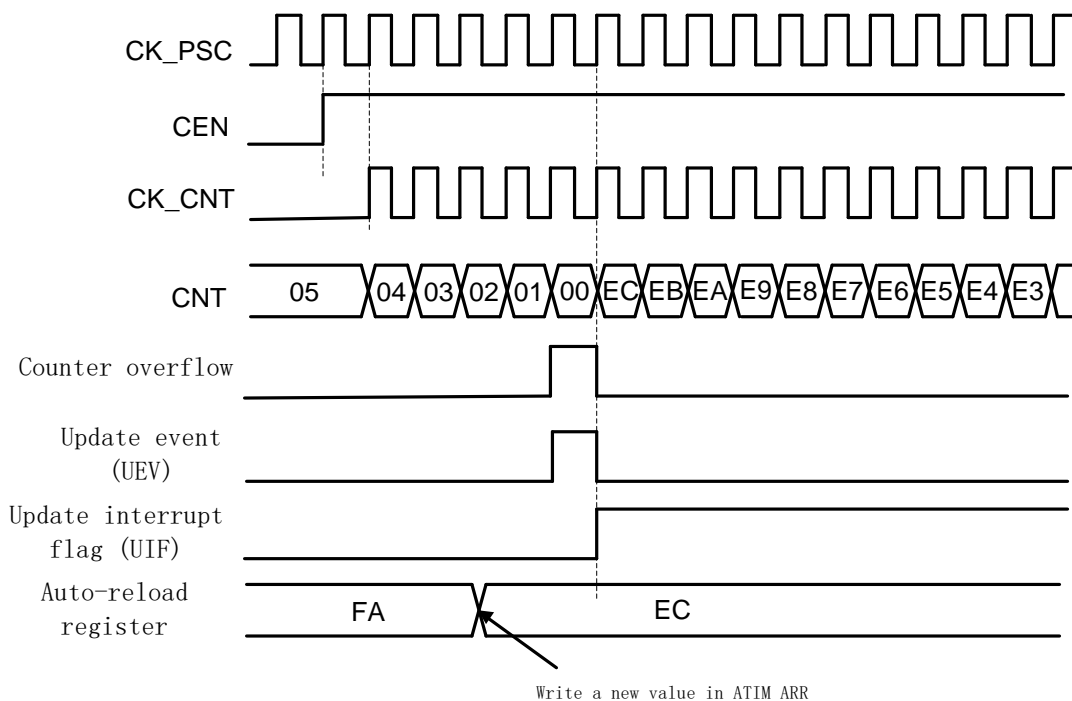 CK_PSC
CEN
CK_CNT
CNT
05 04 03 02 01 00 EC EB EA E9 E8 E7 E6 E5 E4 E3
Counter overflow
Update event
(UEV)
Update interrupt
flag (UIF)
Auto-reload
register
FA EC
Write a new value in ATIM ARR